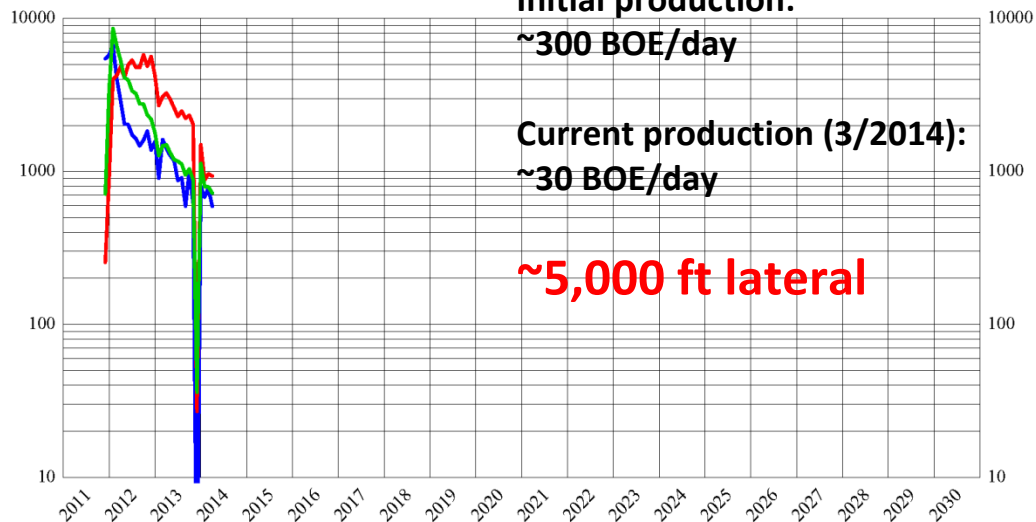 Initial production:
~300 BOE/day
Current production (3/2014):
~30 BOE/day
~5,000 ft lateral
10000
1000
100
10
10000
1000
100
10
2011 2012 2013 2014 2015 2016 2017 2018 2019 2020 2021 2022 2023 2024 2025 2026 2027 2028 2029 2030